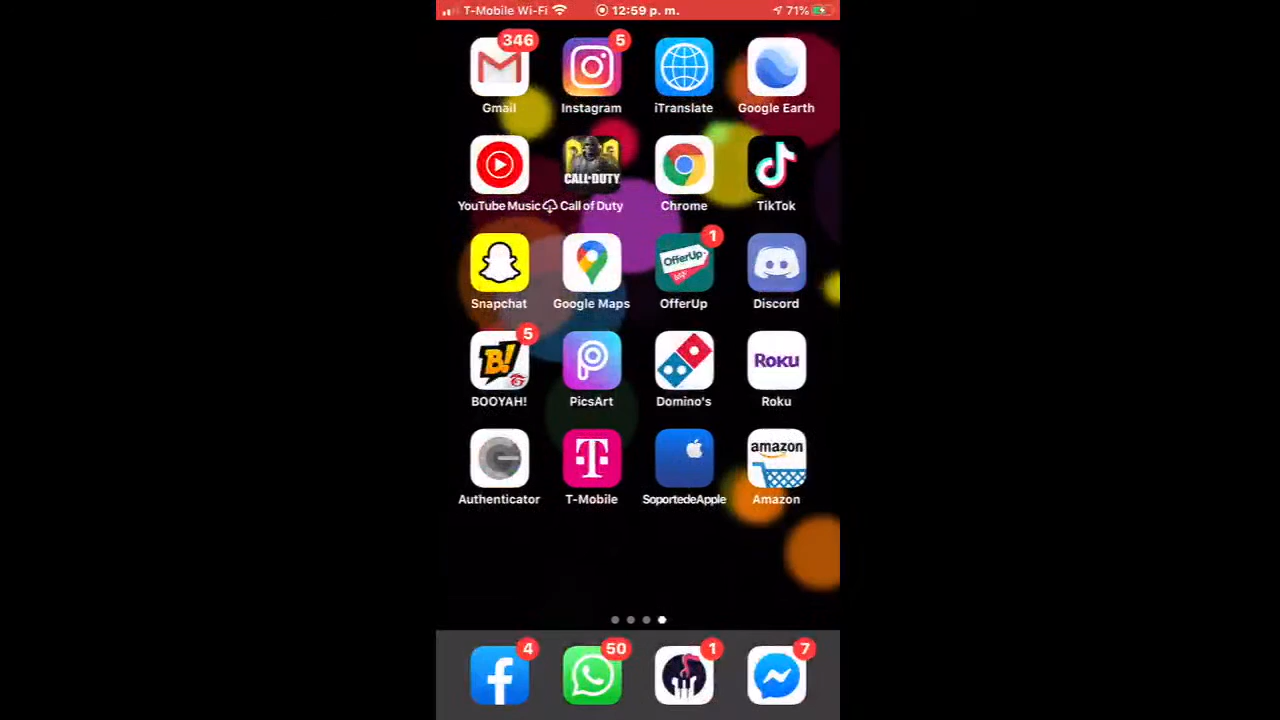 T-Mobile Wi-Fi 12:59 p. m. 71%
346 5
Gmail Instagram iTranslate Google Earth
CALL OF DUTY
YouTube Music Call of Duty Chrome TikTok
OfferUp 1
Snapchat Google Maps OfferUp Discord
5 B! Roku
BOOYAH! PicsArt Domino's Roku
T amazon
Authenticator T-Mobile SoportedeApple Amazon
4 50 1 7